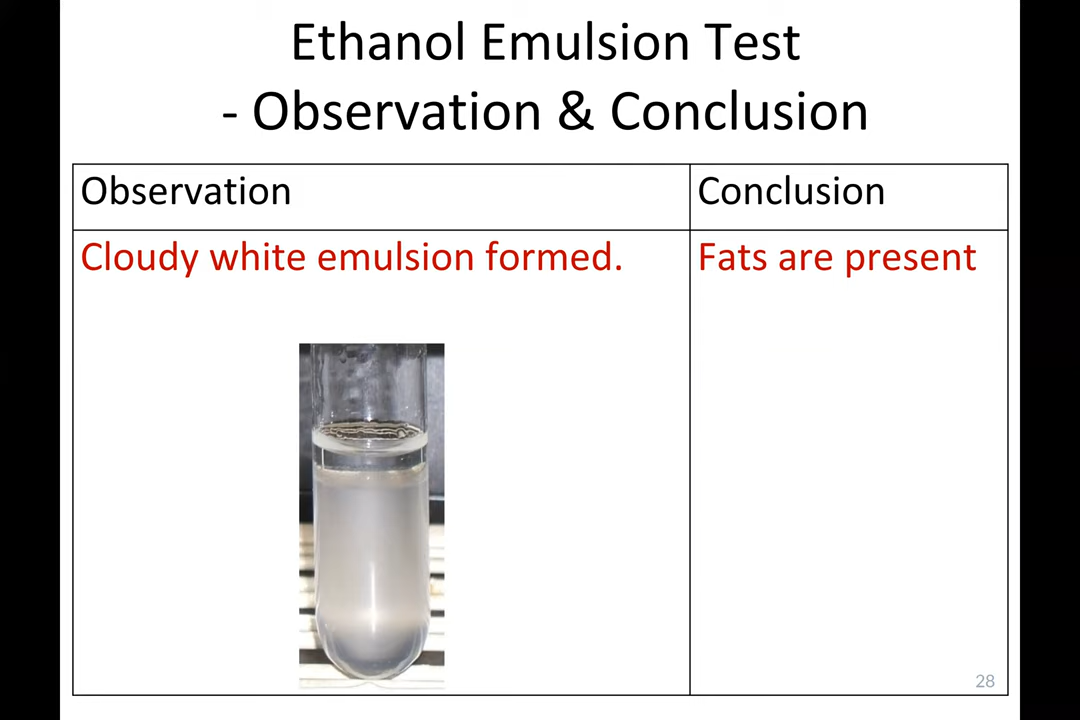 Ethanol Emulsion Test
- Observation & Conclusion
Observation
Conclusion
Cloudy white emulsion formed.
Fats are present
28